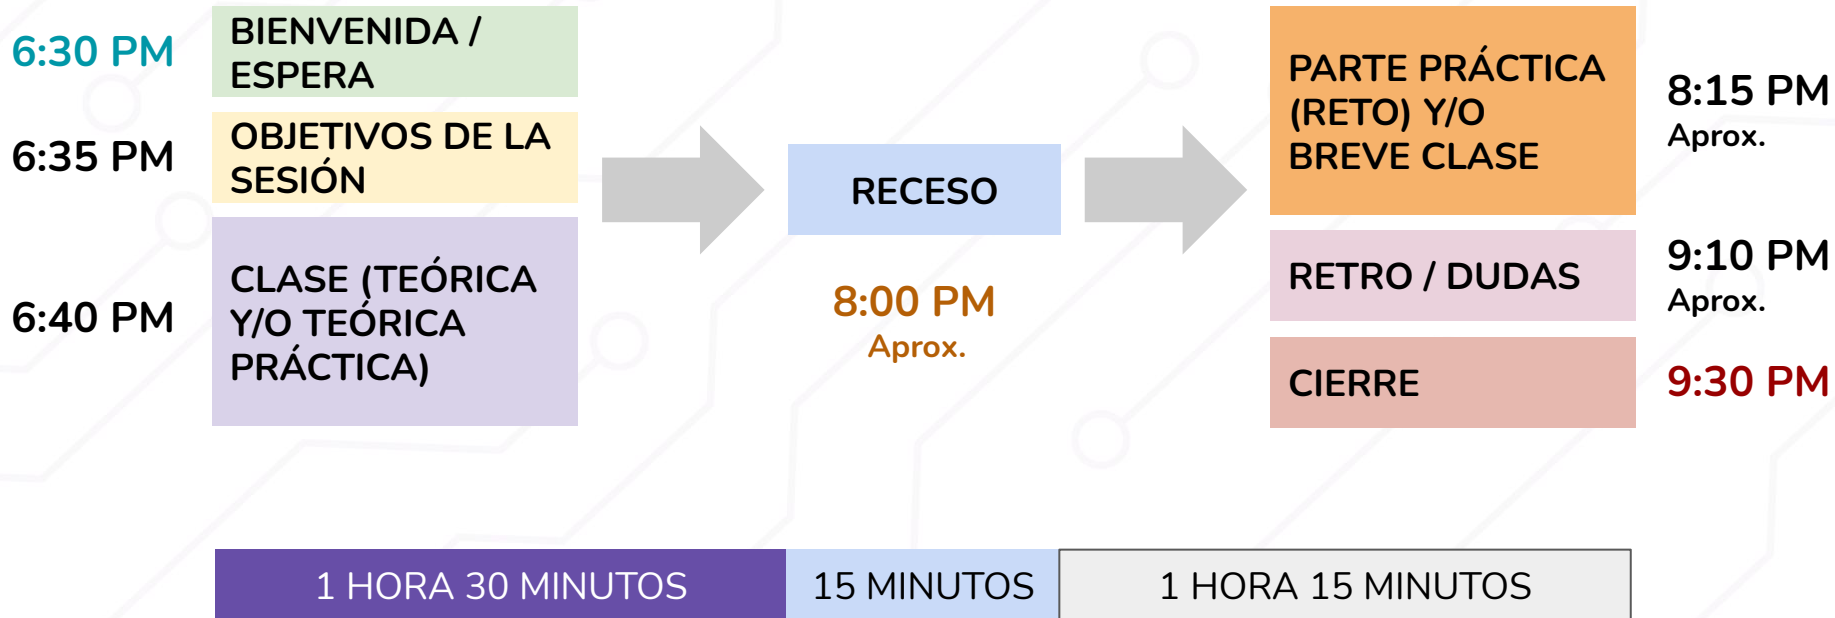 6:30 PM
BIENVENIDA /
ESPERA
6:35 PM
OBJETIVOS DE LA
SESIÓN
6:40 PM
CLASE (TEÓRICA
Y/O TEÓRICA
PRÁCTICA)
RECESO
8:00 PM
Aprox.
PARTE PRÁCTICA
(RETO) Y/O
BREVE CLASE
8:15 PM
Aprox.
RETRO / DUDAS
9:10 PM
Aprox.
CIERRE
9:30 PM
1 HORA 30 MINUTOS
15 MINUTOS
1 HORA 15 MINUTOS